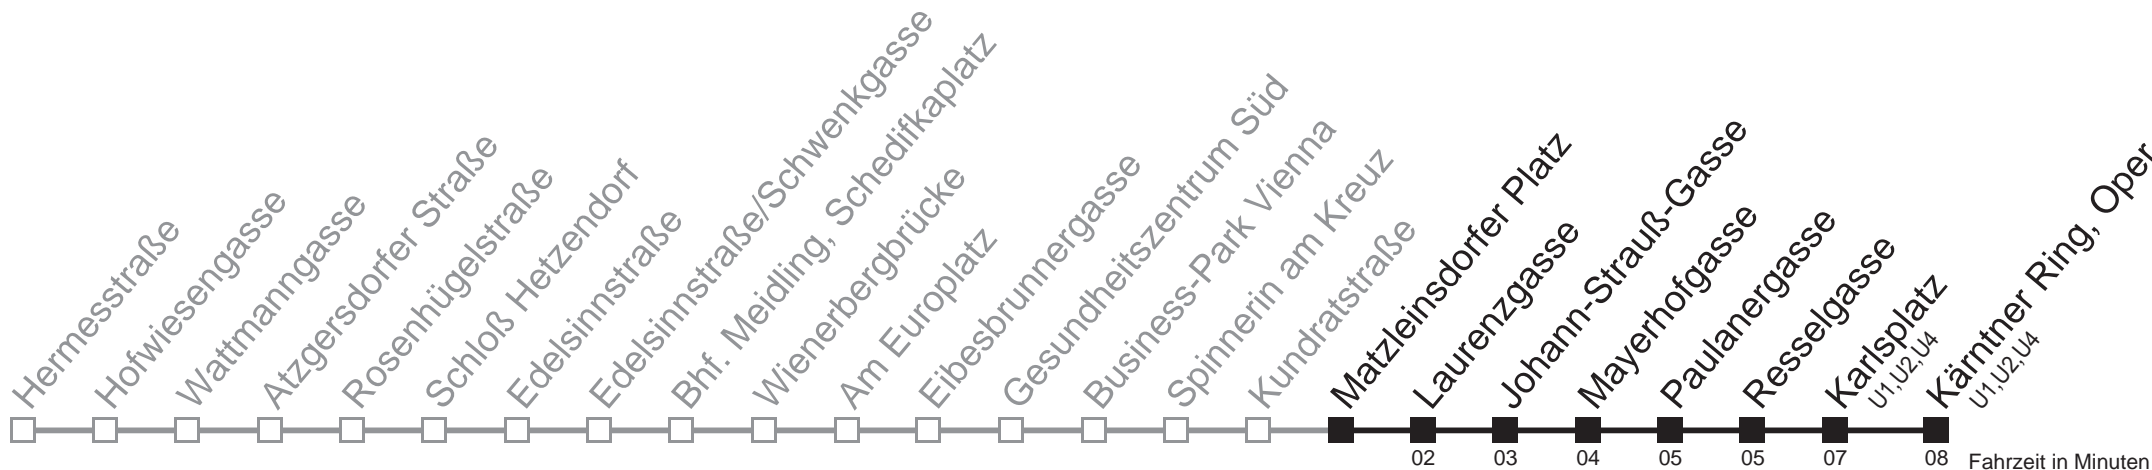 Hermesstraße
Hofwiesengasse
Wattmanngasse
Atzgersdorfer Straße
Rosenhügelstraße
Schloß Hetzendorf
Edelsinnstraße
Edelsinnstraße/Schwenkgasse
Bhf. Meidling, Schedifkaplatz
Wienerbergbrücke
Am Europlatz
Eibesbrunnergasse
Gesundheitszentrum Süd
Business-Park Vienna
Spinnerin am Kreuz
Kundratstraße
Matzleinsdorfer Platz
Laurenzgasse
Johann-Strauß-Gasse
Mayerhofgasse
Paulanergasse
Resselgasse
Karlsplatz
U1,U2,U4
Kärntner Ring, Oper
U1,U2,U4
02 03 04 05 05 07 08 Fahrzeit in Minuten